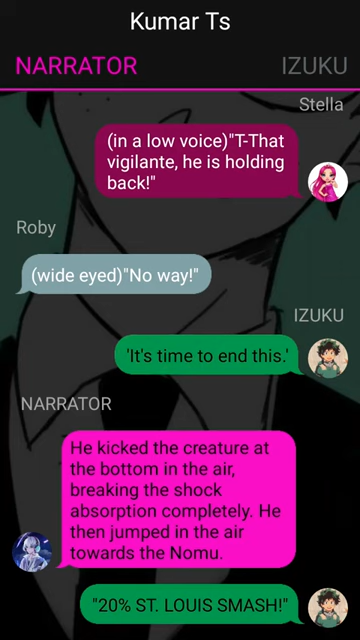 Kumar Ts
NARRATOR
IZUKU
Stella
(in a low voice)"T-That
vigilante, he is holding
back!"
Roby
(wide eyed)"No way!"
IZUKU
'It's time to end this.'
NARRATOR
He kicked the creature at
the bottom in the air,
breaking the shock
absorption completely. He
then jumped in the air
towards the Nomu.
"20% ST. LOUIS SMASH!"